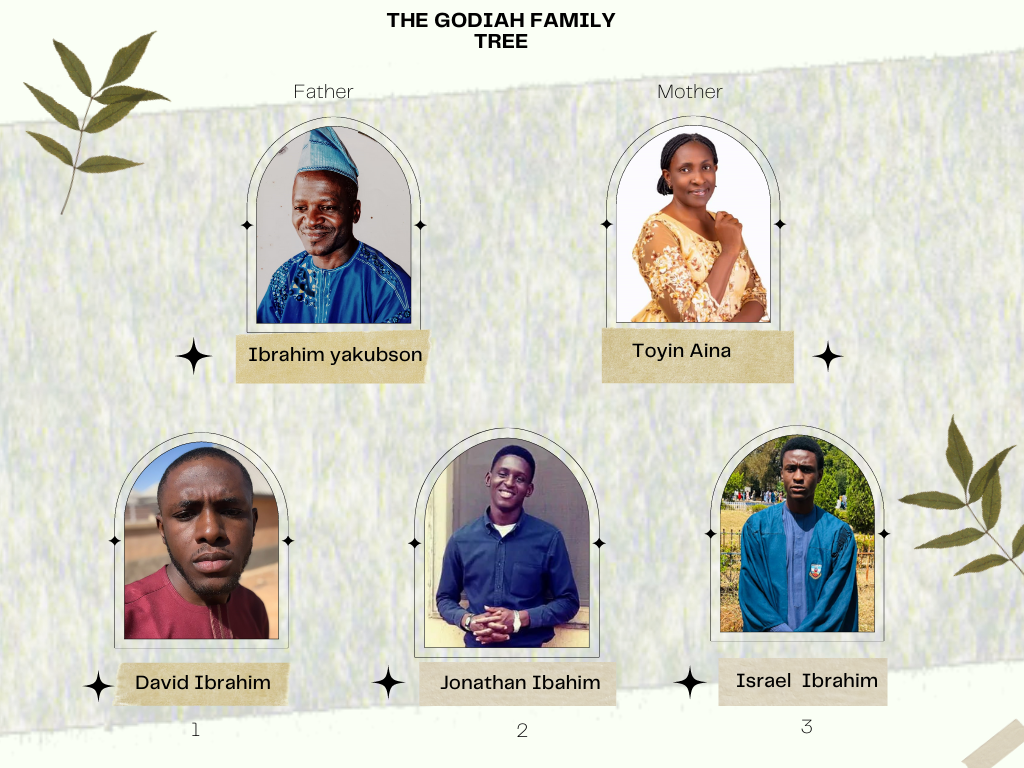 THE GODIAH FAMILY
TREE
Father
Mother
Ibrahim yakubson
Toyin Aina
David Ibrahim
Jonathan Ibahim
Israel  Ibrahim
1
2
3